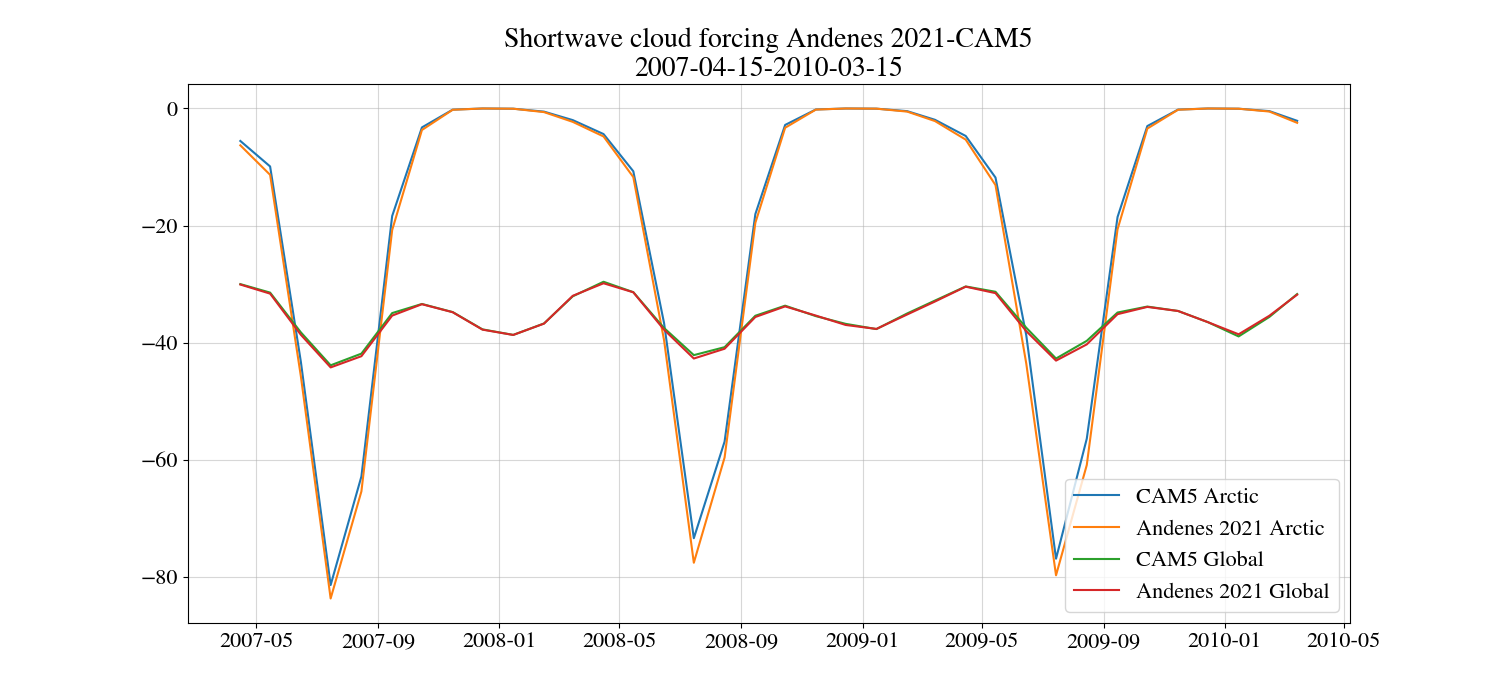 Shortwave cloud forcing Andenes 2021-CAM5
2007-04-15-2010-03-15
0
−20
−40
−60
−80
CAM5 Arctic
Andenes 2021 Arctic
CAM5 Global
Andenes 2021 Global
2007-05 2007-09 2008-01 2008-05 2008-09 2009-01 2009-05 2009-09 2010-01 2010-05